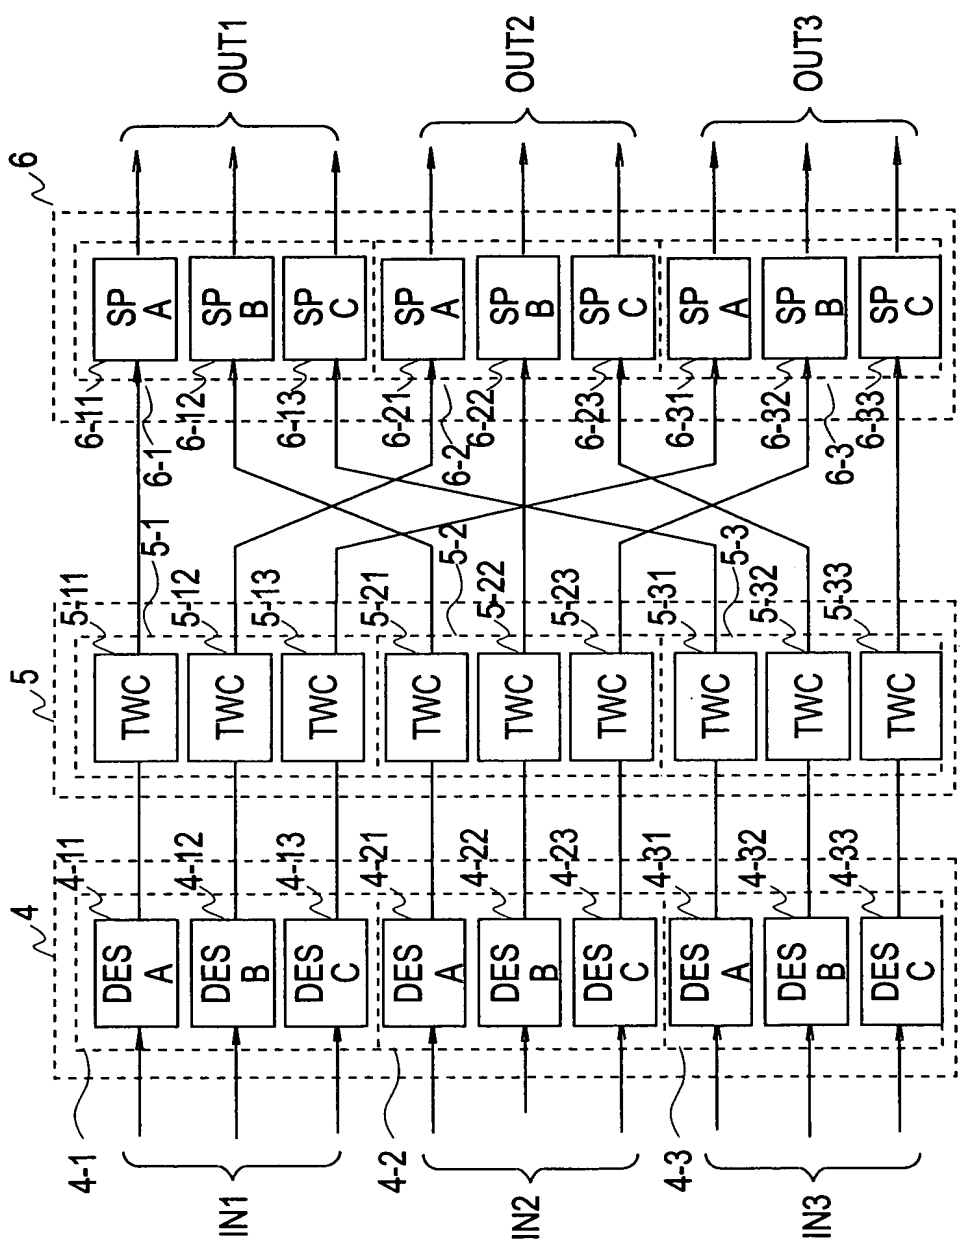 OUT1
OUT2
OUT3
6
SP A
SP B
SP C
SP A
SP B
SP C
SP A
SP B
SP C
6-11
6-12
6-13
6-21
6-22
6-23
6-31
6-32
6-33
6-1
6-2
6-3
5-1
5-2
5-3
5-11
5-12
5-13
5-21
5-22
5-23
5-31
5-32
5-33
5
TWC
TWC
TWC
TWC
TWC
TWC
TWC
TWC
TWC
4-11
4-12
4-13
4-21
4-22
4-23
4-31
4-32
4-33
4
DES A
DES B
DES C
DES A
DES B
DES C
DES A
DES B
DES C
4-1
4-2
4-3
IN1
IN2
IN3